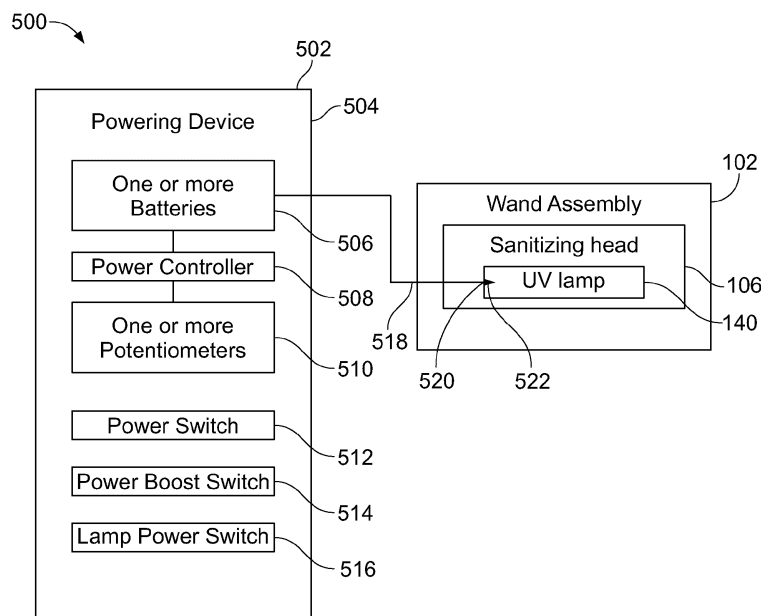 500
502
504
Powering Device
One or more
Batteries
506
Power Controller
508
One or more
Potentiometers
510
Power Switch
512
Power Boost Switch
514
Lamp Power Switch
516
102
Wand Assembly
Sanitizing head
106
UV lamp
140
518
520
522